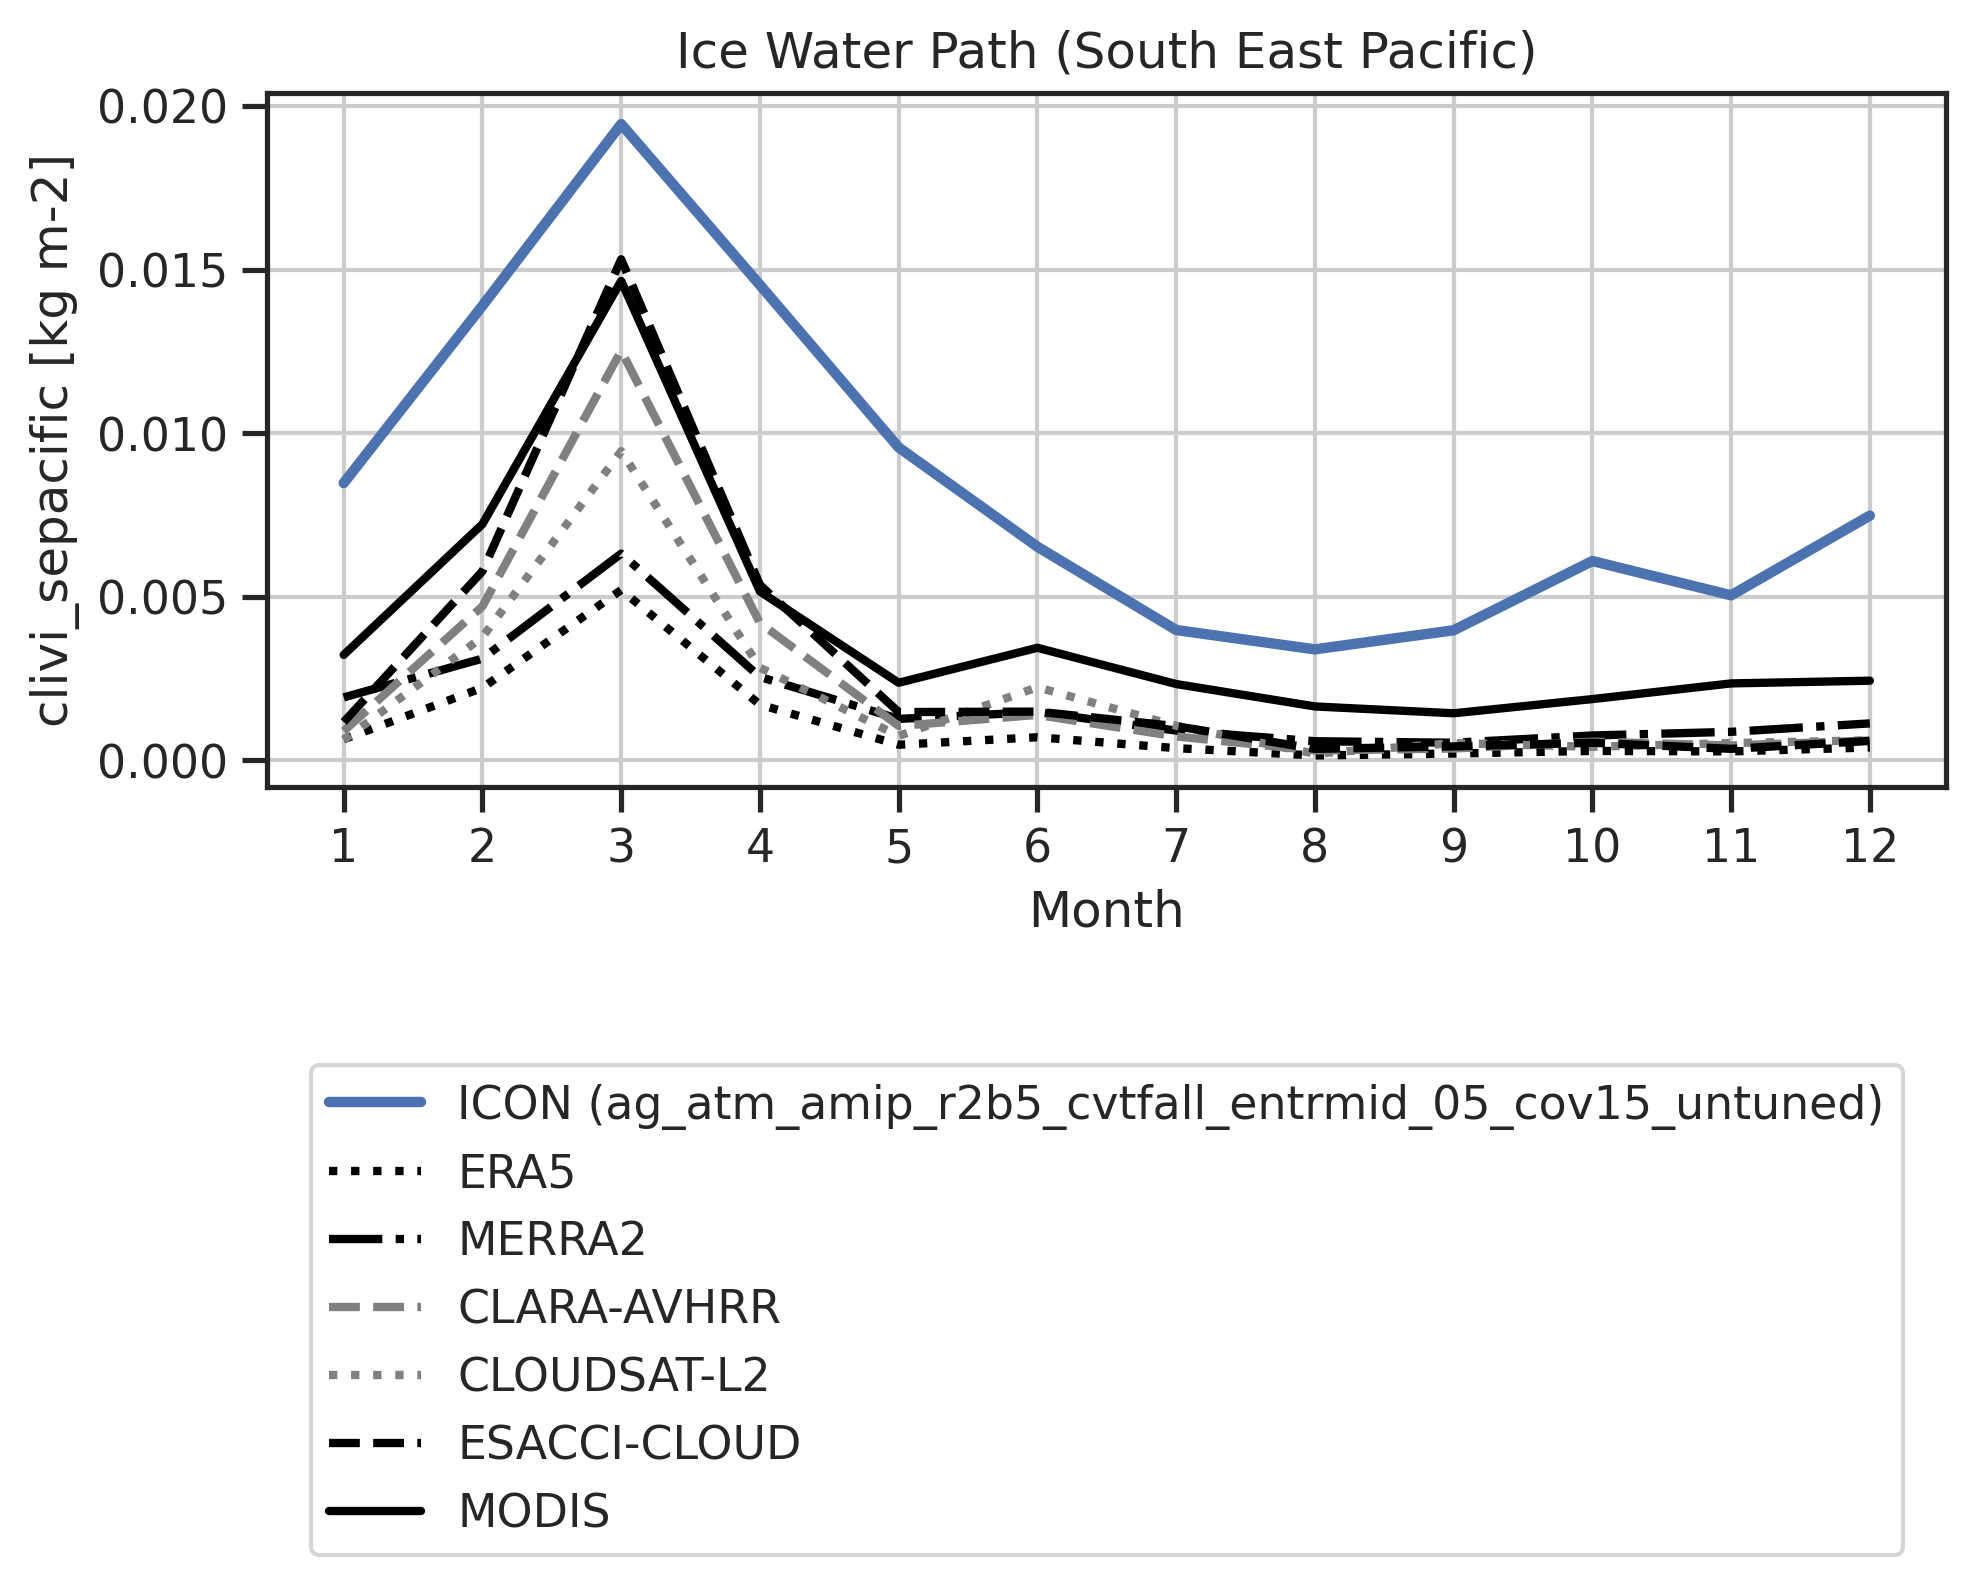 Ice Water Path (South East Pacific)
clivi_sepacific [kg m-2]
0.020
0.015
0.010
0.005
0.000
1 2 3 4 5 6 7 8 9 10 11 12
Month
ICON (ag_atm_amip_r2b5_cvtfall_entrmid_05_cov15_untuned)
ERA5
MERRA2
CLARA-AVHRR
CLOUDSAT-L2
ESACCI-CLOUD
MODIS